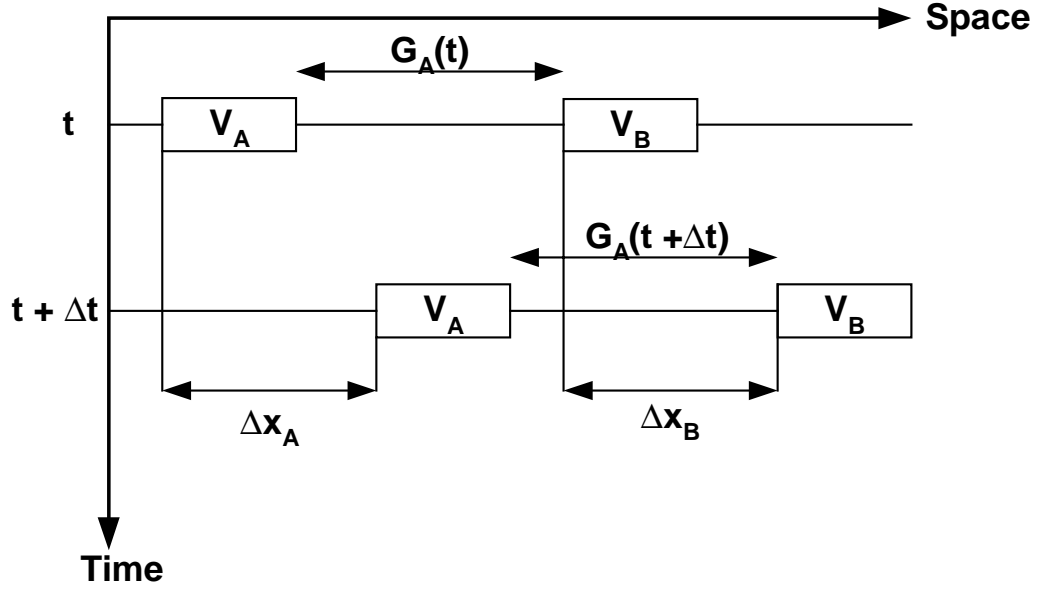 Space
G_A(t)
t
V_A
V_B
G_A(t +Δt)
t + Δt
V_A
V_B
Δx_A
Δx_B
Time